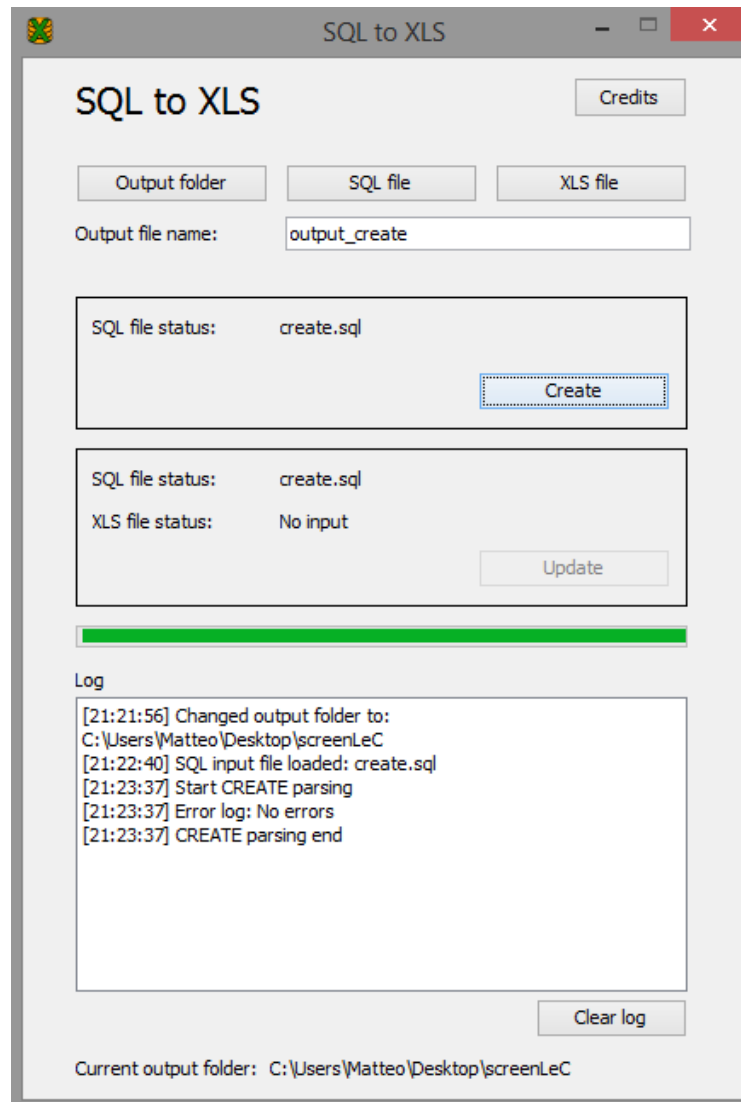 SQL to XLS
SQL to XLS
Credits
Output folder
SQL file
XLS file
Output file name:
output_create
SQL file status:
create.sql
Create
SQL file status:
create.sql
XLS file status:
No input
Update
Log
[21:21:56] Changed output folder to:
C:\Users\Matteo\Desktop\screenLeC
[21:22:40] SQL input file loaded: create.sql
[21:23:37] Start CREATE parsing
[21:23:37] Error log: No errors
[21:23:37] CREATE parsing end
Clear log
Current output folder: C:\Users\Matteo\Desktop\screenLeC